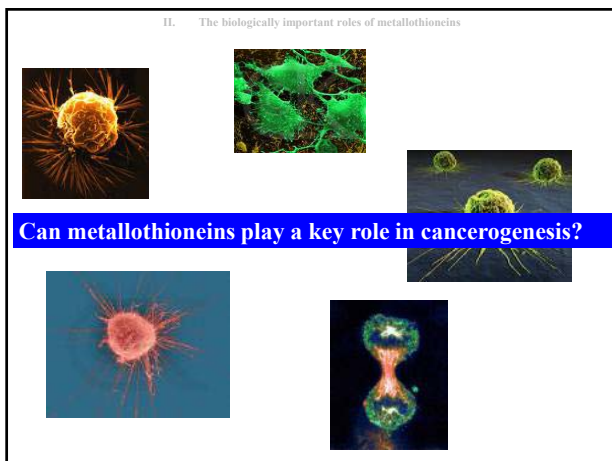 II. The biologically important roles of metallothioneins
Can metallothioneins play a key role in cancerogenesis?